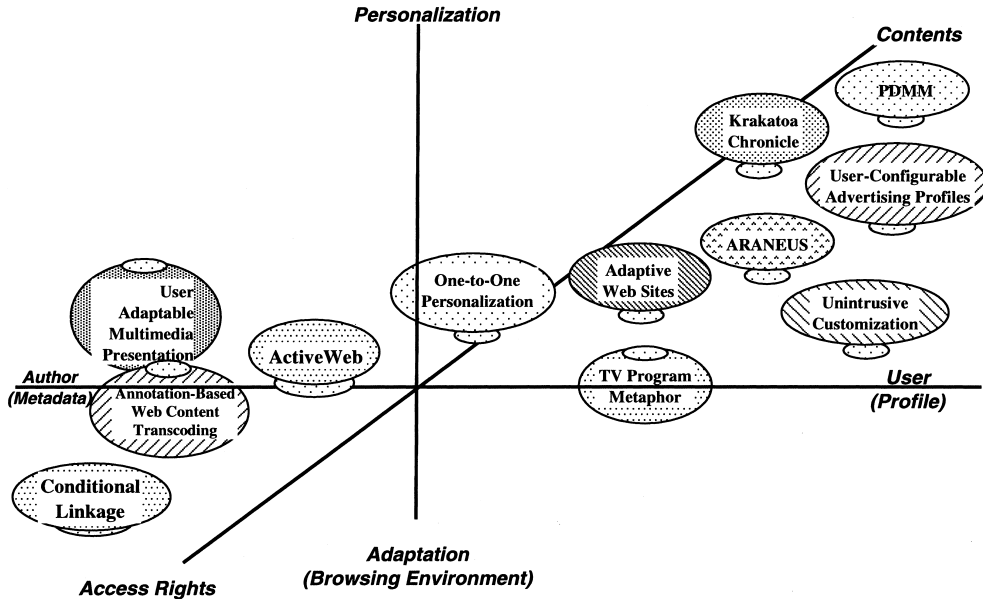 Personalization
Contents
PDMM
Krakatoa
Chronicle
User-Configurable
Advertising Profiles
ARANEUS
Adaptive
Web Sites
One-to-One
Personalization
Unintrusive
Customization
User
Adaptable
Multimedia
Presentation
ActiveWeb
Author
(Metadata)
User
(Profile)
TV Program
Metaphor
Annotation-Based
Web Content
Transcoding
Conditional
Linkage
Adaptation
(Browsing Environment)
Access Rights